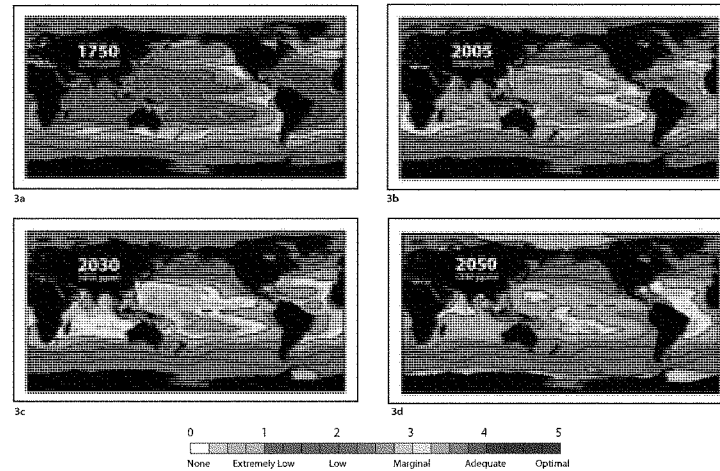 1750
2005
3a
3b
2030
2050
3c
3d
0 1 2 3 4 5
None Extremely Low Low Marginal Adequate Optimal